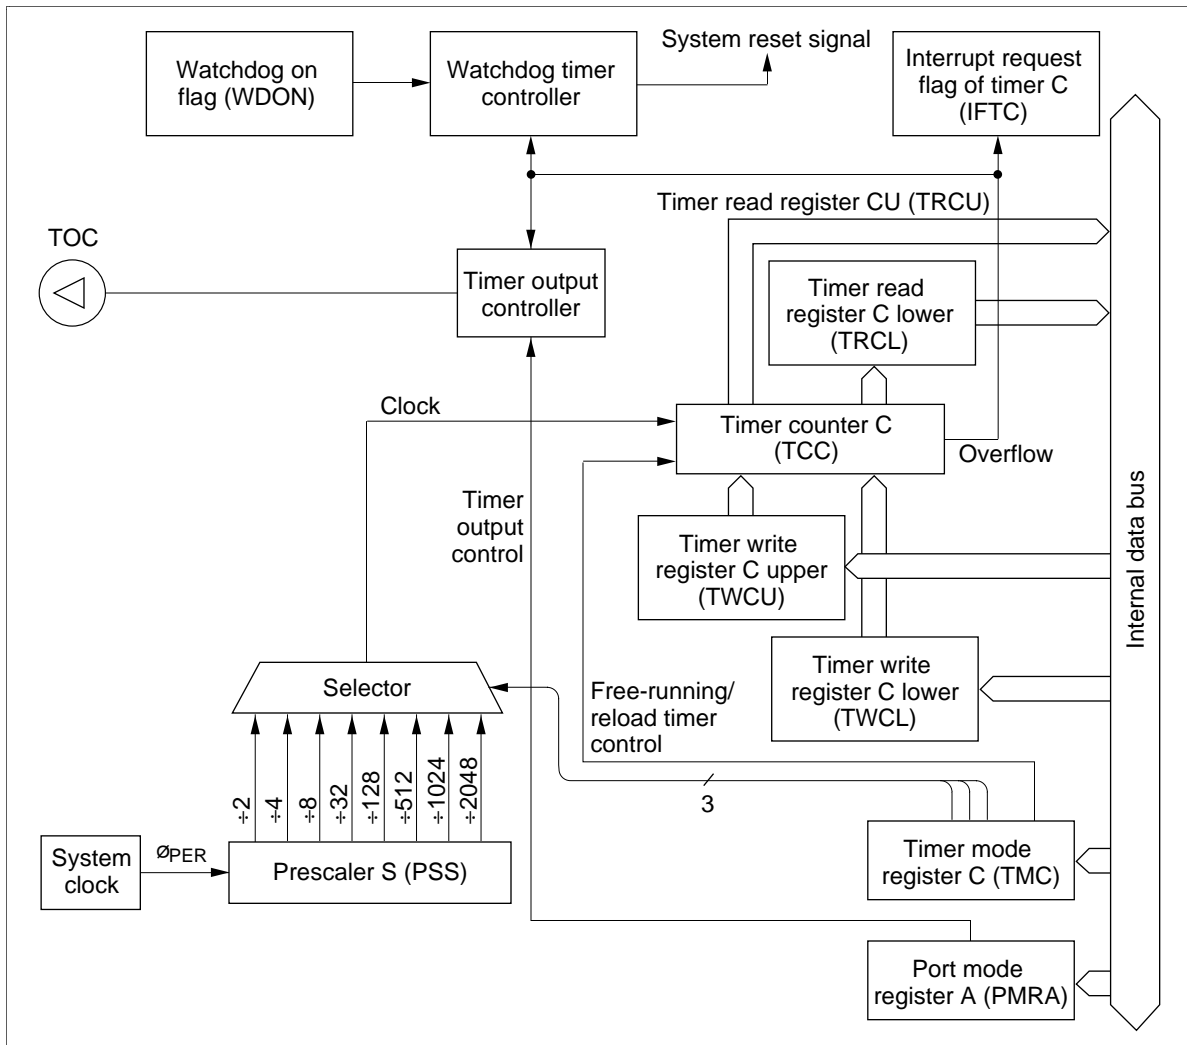 System reset signal
Watchdog on
flag (WDON)
Watchdog timer
controller
Interrupt request
flag of timer C
(IFTC)
Timer read register CU (TRCU)
TOC
Timer output
controller
Timer read
register C lower
(TRCL)
Clock
Timer counter C
(TCC)
Overflow
Timer
output
control
Timer write
register C upper
(TWCU)
Internal data bus
Timer write
register C lower
(TWCL)
Selector
Free-running/
reload timer
control
÷2
÷4
÷8
÷32
÷128
÷512
÷1024
÷2048
3
System
clock
ØPER
Prescaler S (PSS)
Timer mode
register C (TMC)
Port mode
register A (PMRA)